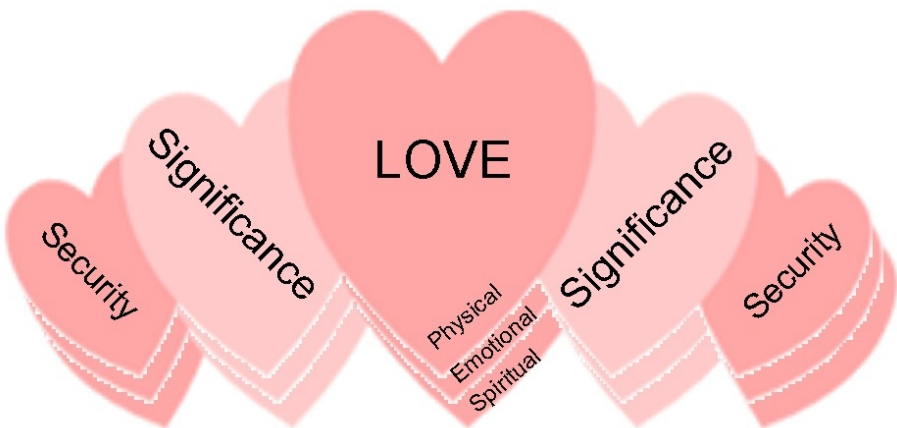 Security
Significance
LOVE
Significance
Security
Physical
Emotional
Spiritual